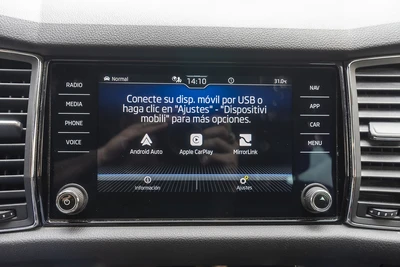 Normal 14:10 31.0
RADIO
MEDIA
PHONE
VOICE
Conecte su disp. móvil por USB o
haga clic en "Ajustes" - "Dispositivi
mobili" para más opciones.
Android Auto Apple CarPlay MirrorLink
Información Ajustes
NAV
APP
CAR
MENU